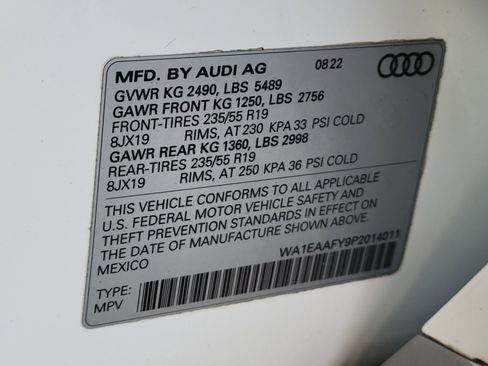 MFD. BY AUDI AG 08 22
GVWR KG 2490, LBS 5489
GAWR FRONT KG 1250, LBS 2756
FRONT-TIRES 235/55 R19
8JX19 RIMS, AT 230 KPA 33 PSI COLD
GAWR REAR KG 1360, LBS 2998
REAR-TIRES 235/55 R19
8JX19 RIMS, AT 250 KPA 36 PSI COLD
THIS VEHICLE CONFORMS TO ALL APPLICABLE
U.S. FEDERAL MOTOR VEHICLE SAFETY AND
THEFT PREVENTION STANDARDS IN EFFECT ON
THE DATE OF MANUFACTURE SHOWN ABOVE.
MEXICO
WA1EAAFY9P2014011
TYPE:
MPV